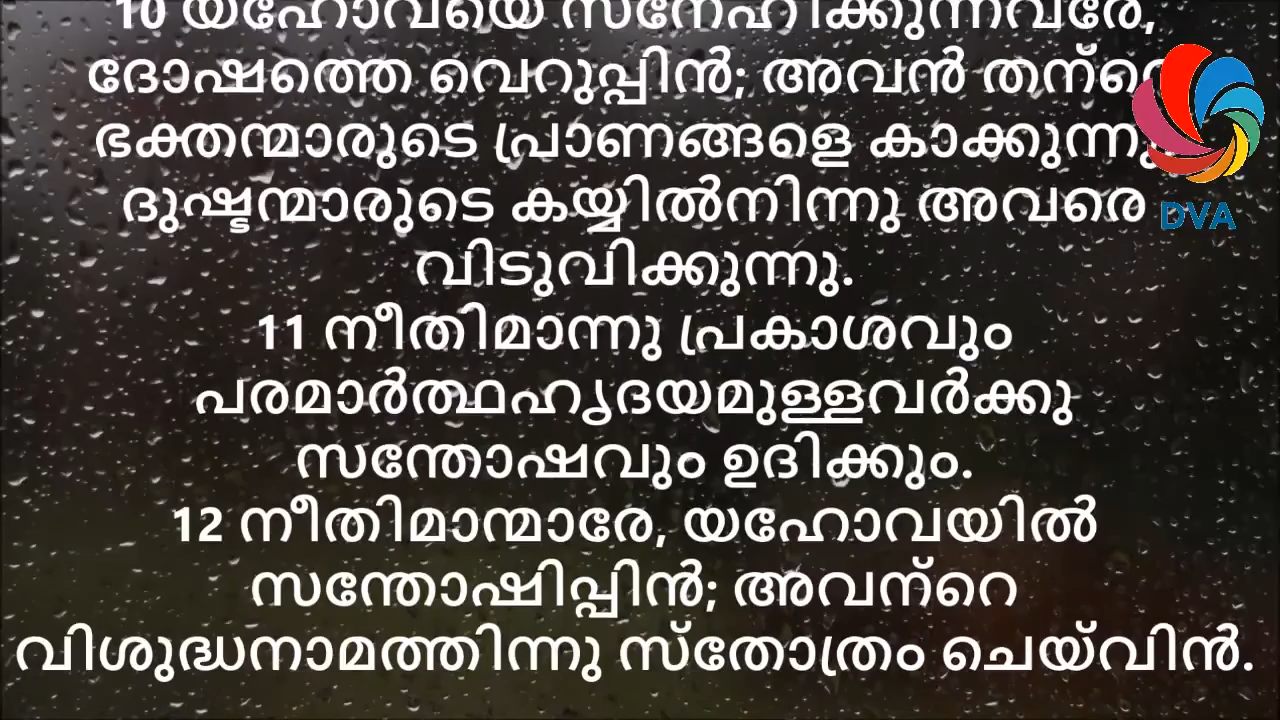 10 യഹോവയെ സ്നേഹിക്കുന്നവരേ,
ദോഷത്തെ വെറുപ്പിൻ; അവൻ തന്റെ
ഭക്തന്മാരുടെ പ്രാണങ്ങളെ കാക്കുന്നു;
ദുഷ്ടന്മാരുടെ കയ്യിൽനിന്നു അവരെ
DVA
വിടുവിക്കുന്നു.
11 നീതിമാന്നു പ്രകാശവും
പരമാർത്ഥഹൃദയമുള്ളവർക്കു
സന്തോഷവും ഉദിക്കും.
12 നീതിമാന്മാരേ, യഹോവയിൽ
സന്തോഷിപ്പിൻ; അവന്റെ
വിശുദ്ധനാമത്തിന്നു സ്തോത്രം ചെയ്‌വിൻ.